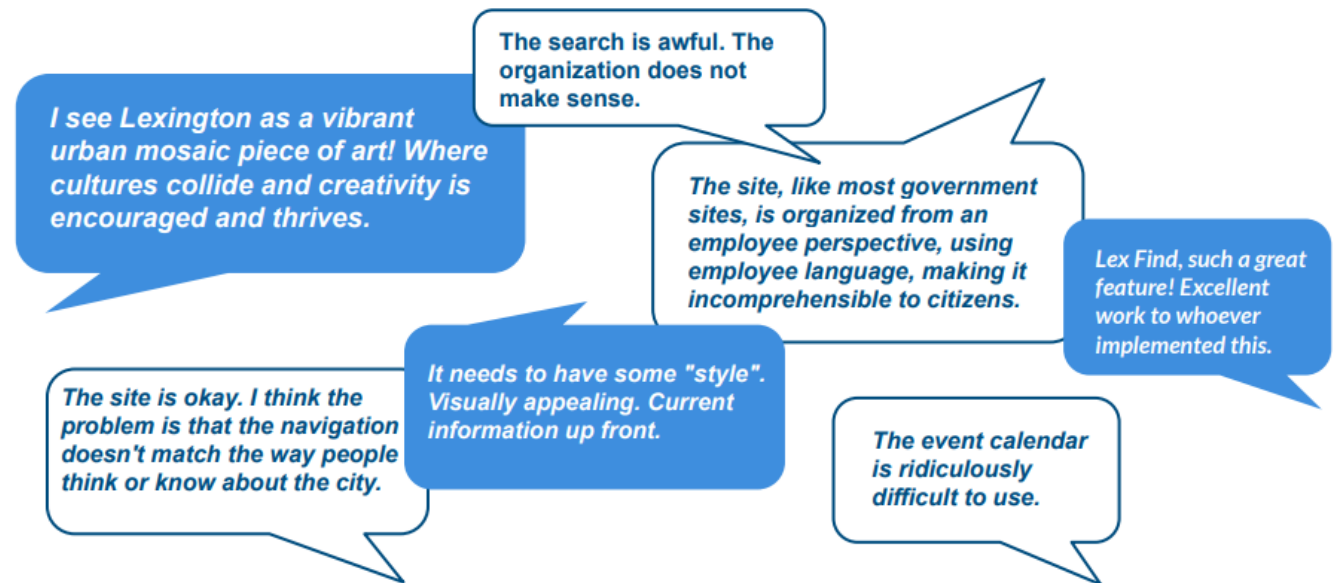 The search is awful. The
organization does not
make sense.
I see Lexington as a vibrant
urban mosaic piece of art! Where
cultures collide and creativity is
encouraged and thrives.
The site, like most government
sites, is organized from an
employee perspective, using
employee language, making it
incomprehensible to citizens.
Lex Find, such a great
feature! Excellent
work to whoever
implemented this.
It needs to have some "style".
Visually appealing. Current
information up front.
The site is okay. I think the
problem is that the navigation
doesn't match the way people
think or know about the city.
The event calendar
is ridiculously
difficult to use.